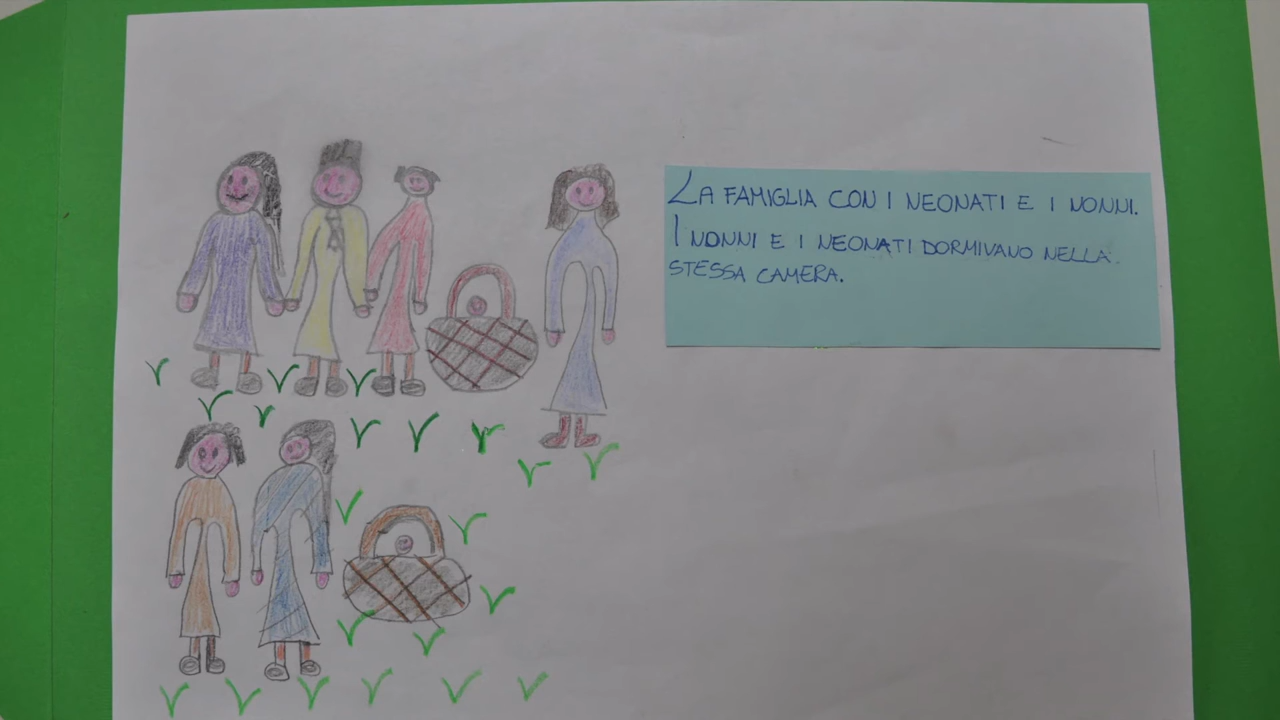 LA FAMIGLIA CON I NEONATI E I NONNI.
I NONNI E I NEONATI DORMIVANO NELLA
STESSA CAMERA.